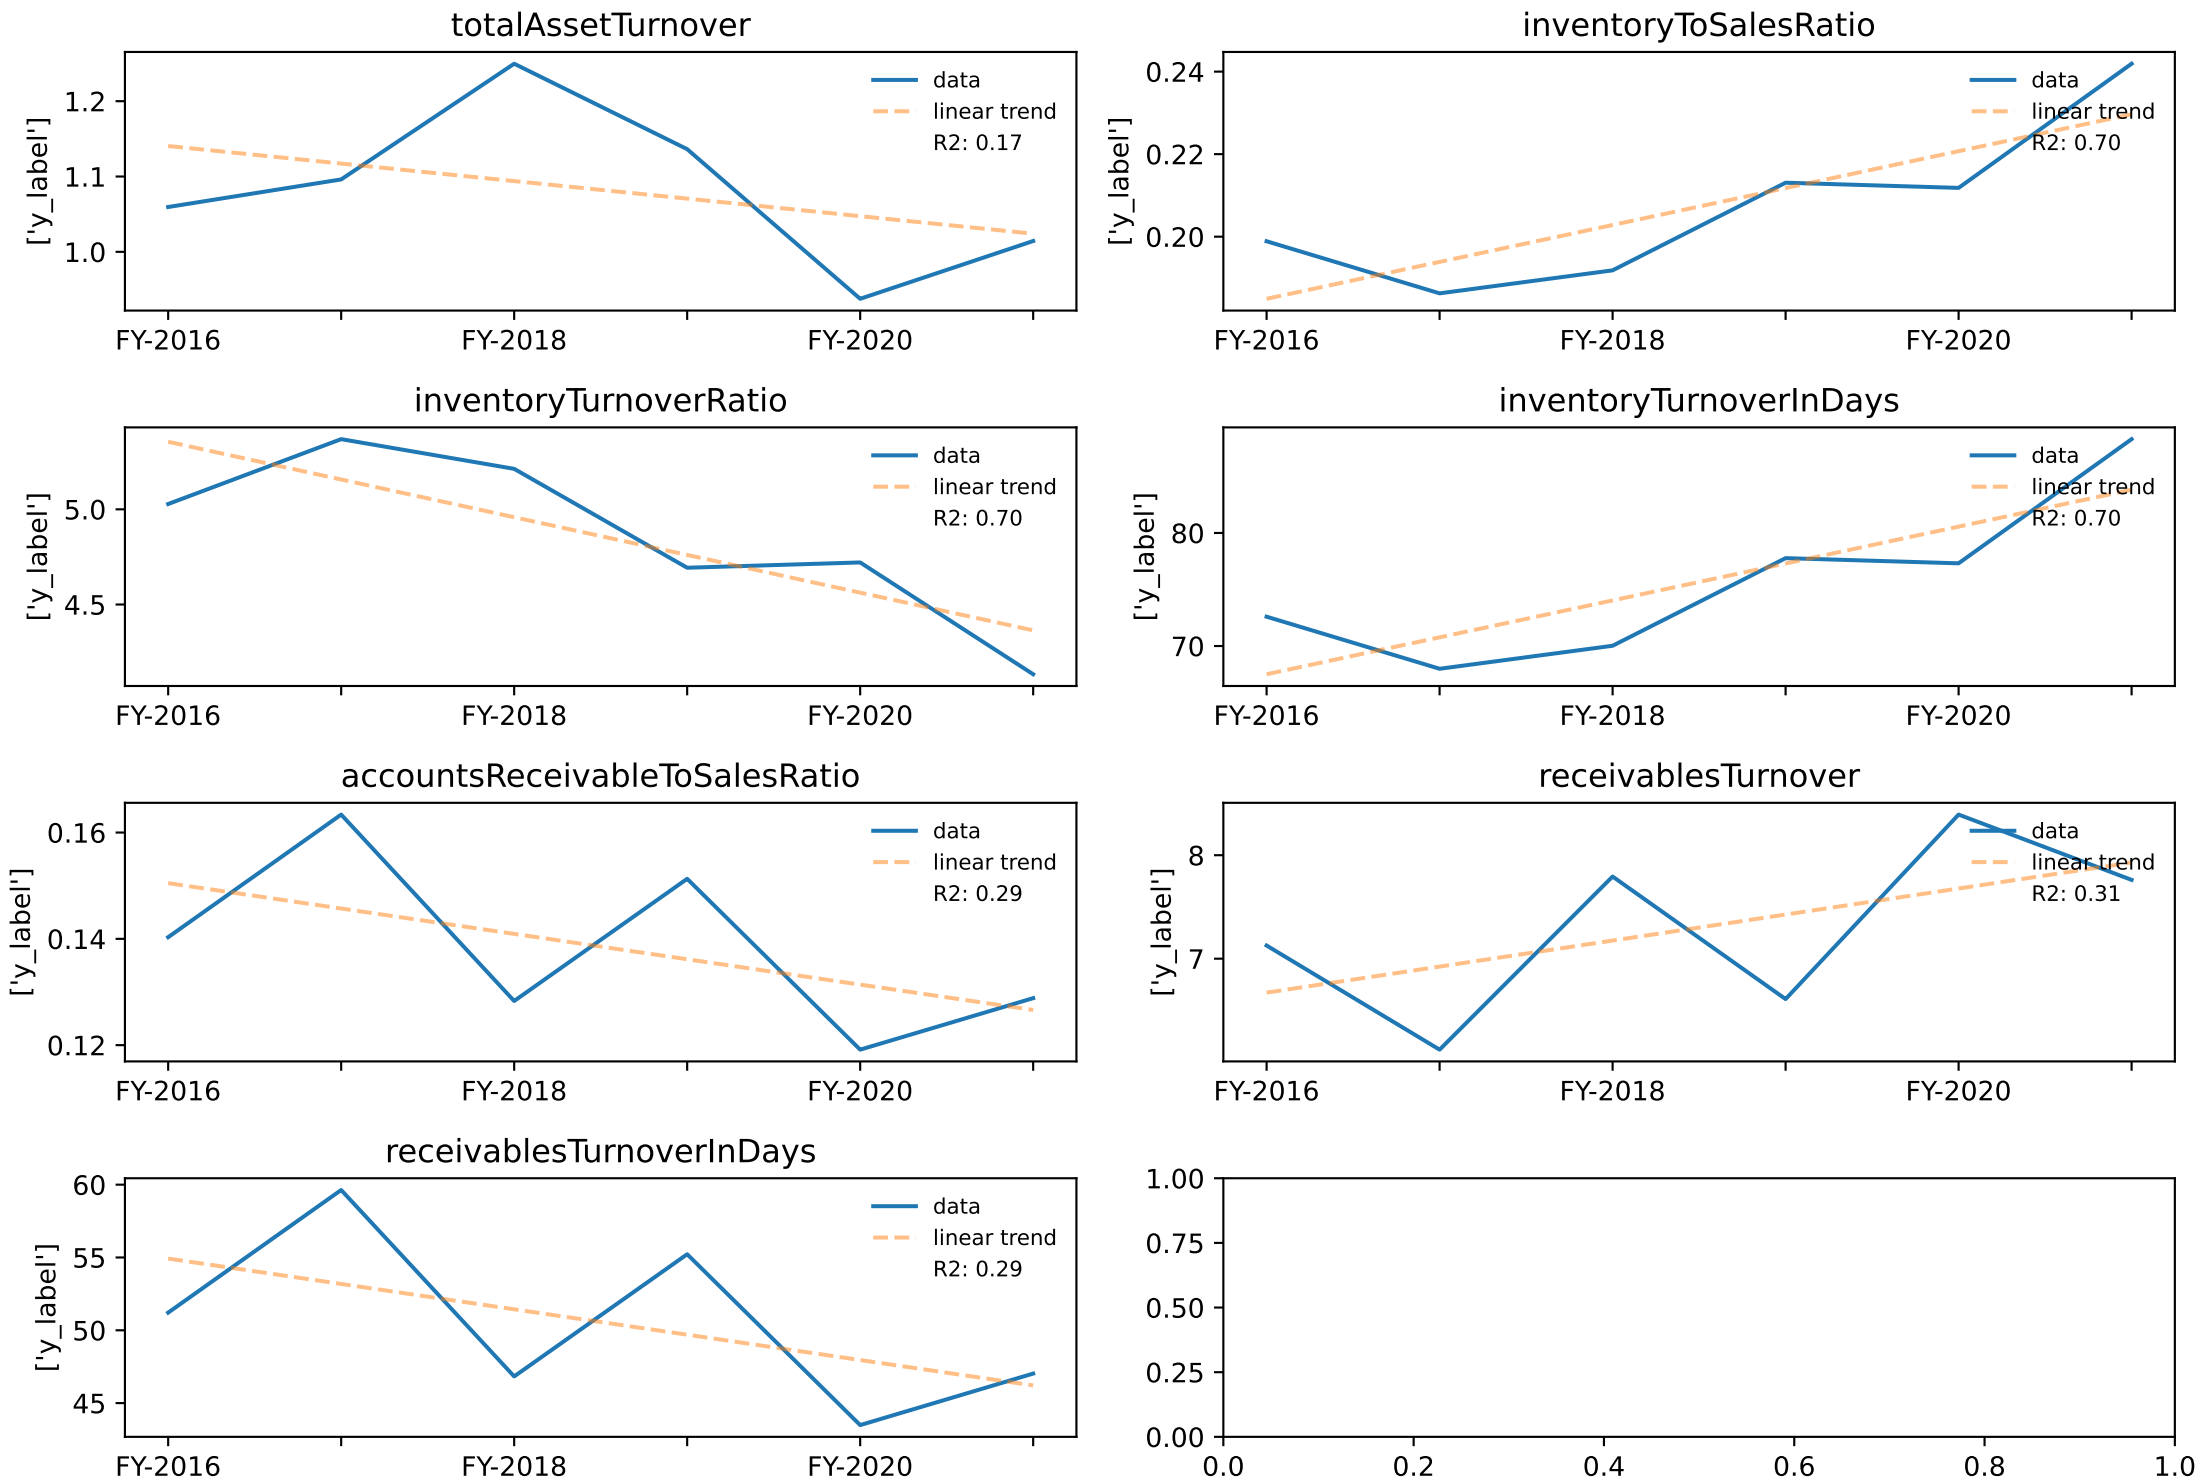 totalAssetTurnover
['y_label']
1.2
1.1
1.0
data
linear trend
R2: 0.17
FY-2016 FY-2018 FY-2020
inventoryToSalesRatio
['y_label']
0.24
0.22
0.20
data
linear trend
R2: 0.70
FY-2016 FY-2018 FY-2020
inventoryTurnoverRatio
['y_label']
5.0
4.5
data
linear trend
R2: 0.70
FY-2016 FY-2018 FY-2020
inventoryTurnoverInDays
['y_label']
80
70
data
linear trend
R2: 0.70
FY-2016 FY-2018 FY-2020
accountsReceivableToSalesRatio
['y_label']
0.16
0.14
0.12
data
linear trend
R2: 0.29
FY-2016 FY-2018 FY-2020
receivablesTurnover
['y_label']
8
7
data
linear trend
R2: 0.31
FY-2016 FY-2018 FY-2020
receivablesTurnoverInDays
['y_label']
60
55
50
45
data
linear trend
R2: 0.29
FY-2016 FY-2018 FY-2020
1.00
0.75
0.50
0.25
0.00
0.0 0.2 0.4 0.6 0.8 1.0